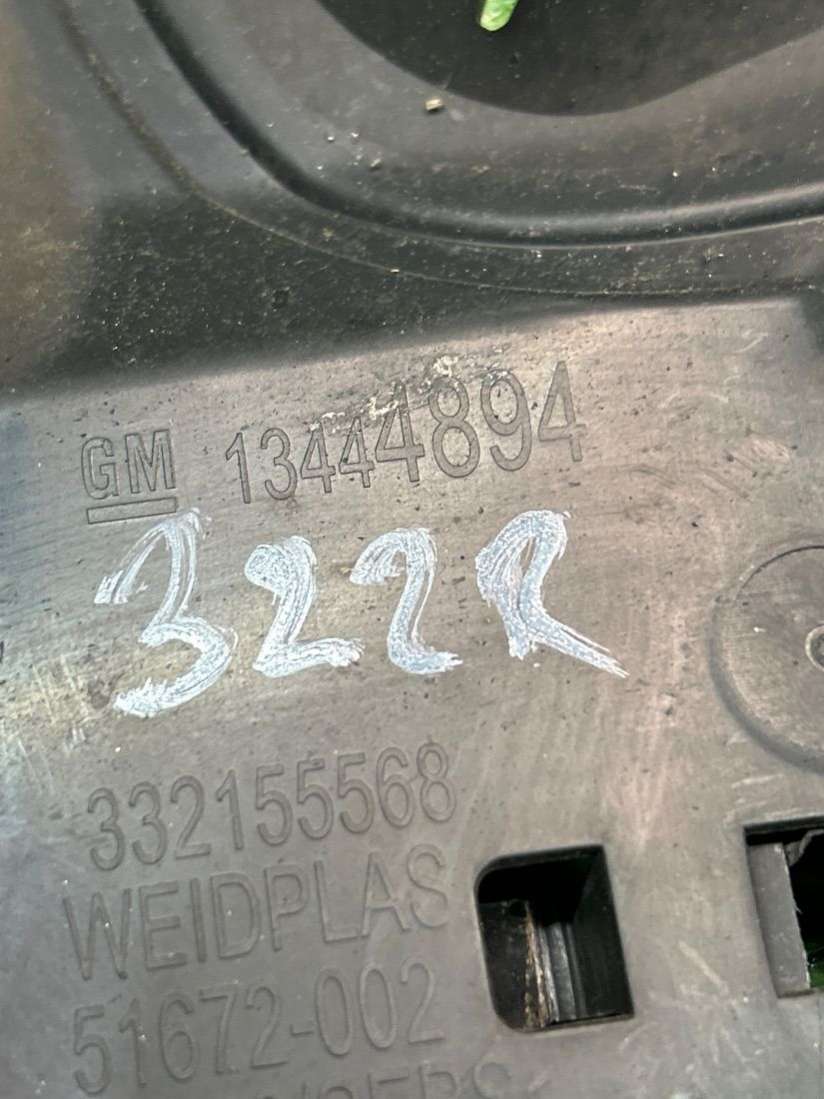 GM 13444894
322R
332155568
WEIDPLAS
51672-002